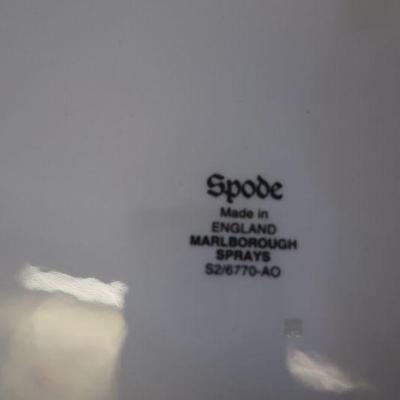 Spode
Made in
ENGLAND
MARLBOROUGH
SPRAYS
S2/6770-AO